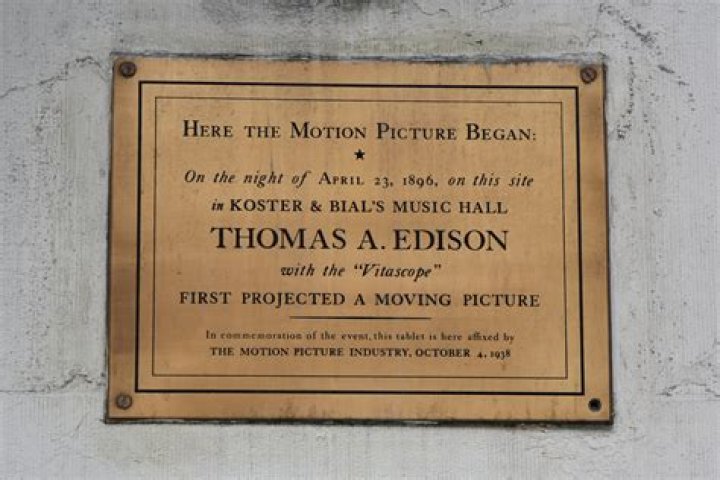 HERE THE MOTION PICTURE BEGAN:
On the night of APRIL 23, 1896, on this site
in KOSTER & BIAL'S MUSIC HALL
THOMAS A. EDISON
with the "Vitascope"
FIRST PROJECTED A MOVING PICTURE
In commemoration of the event, this tablet is here affixed by
THE MOTION PICTURE INDUSTRY, OCTOBER 4, 1938